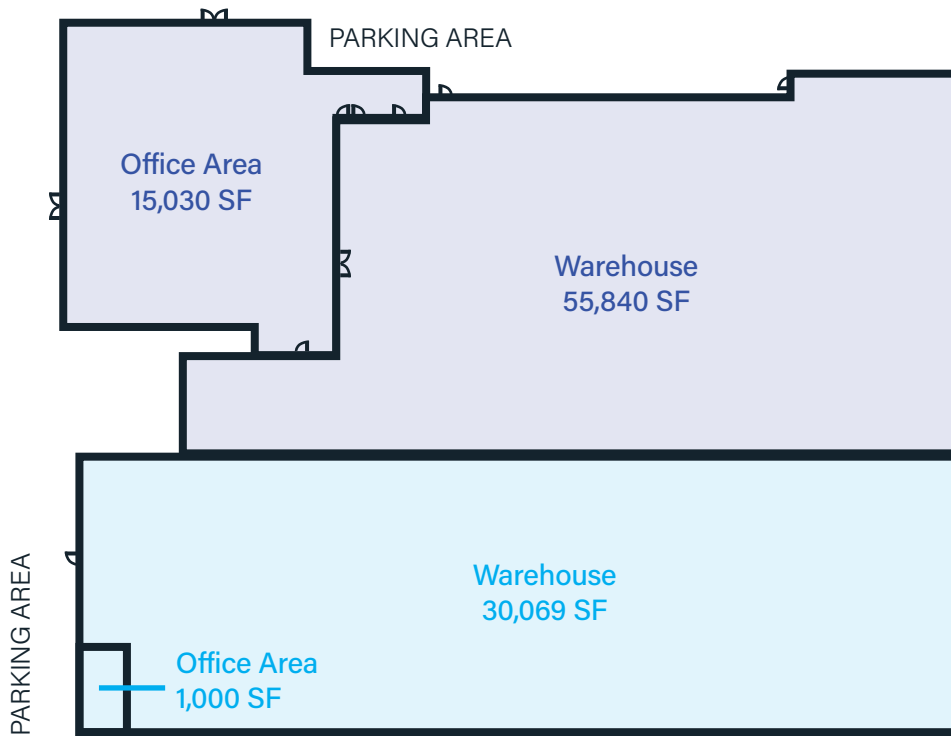 PARKING AREA
Office Area
15,030 SF
Warehouse
55,840 SF
Warehouse
30,069 SF
PARKING AREA
Office Area
1,000 SF